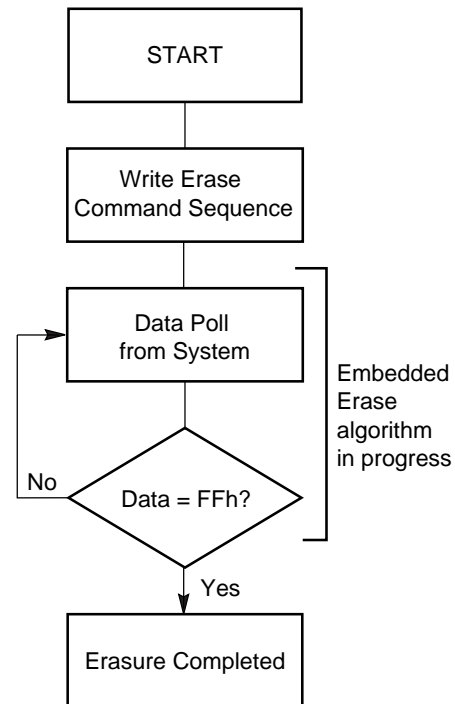 START
Write Erase
Command Sequence
Data Poll
from System
Embedded
Erase
algorithm
in progress
No
Data = FFh?
Yes
Erasure Completed